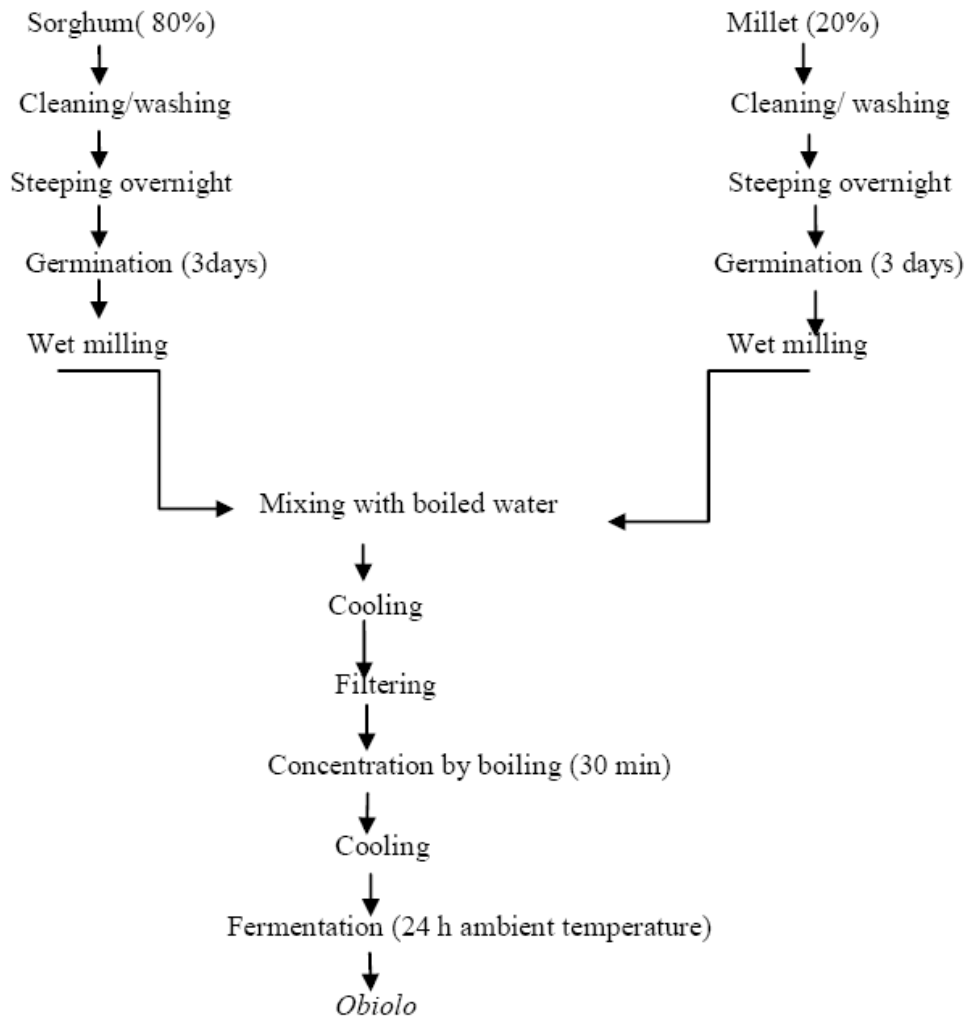 Sorghum( 80%)
Millet (20%)
Cleaning/washing
Cleaning/ washing
Steeping overnight
Steeping overnight
Germination (3days)
Germination (3 days)
Wet milling
Wet milling
Mixing with boiled water
Cooling
Filtering
Concentration by boiling (30 min)
Cooling
Fermentation (24 h ambient temperature)
Obiolo